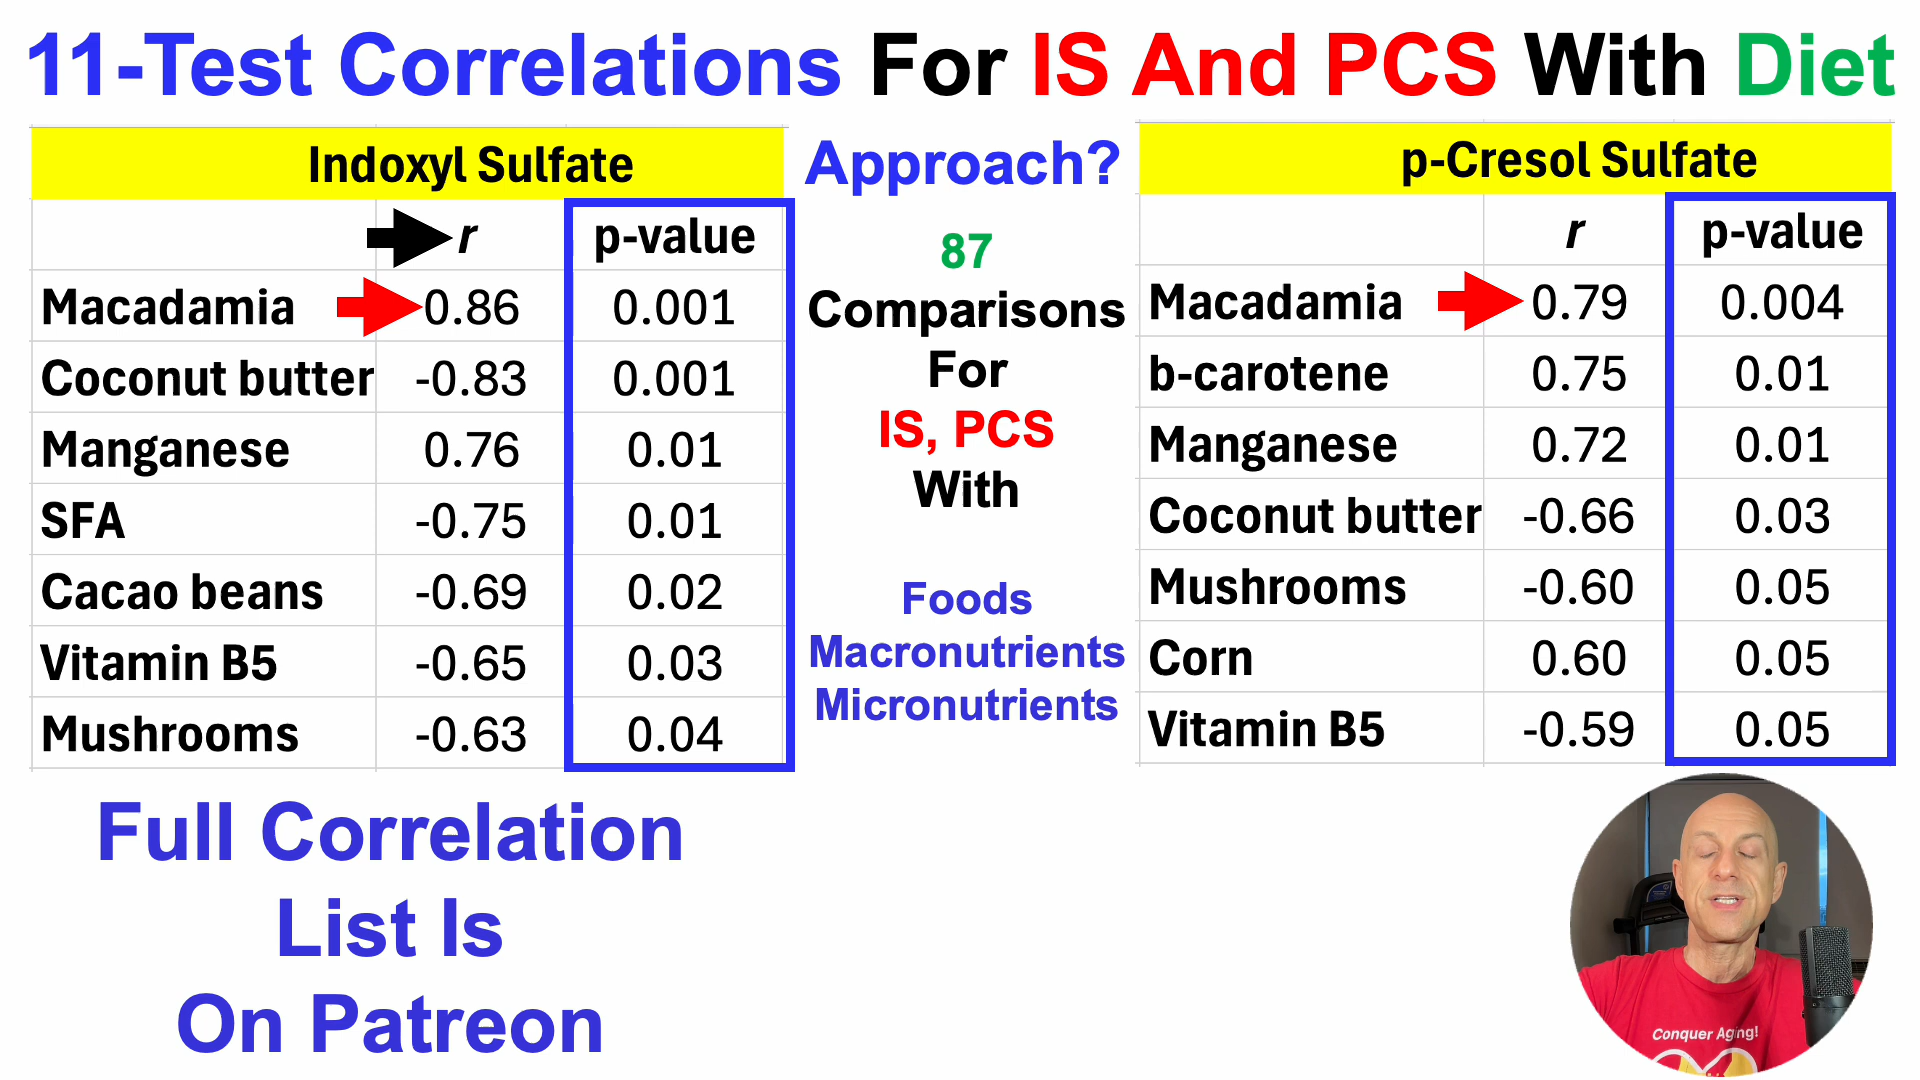 11-Test Correlations For IS And PCS With Diet
Indoxyl Sulfate
r p-value
Macadamia 0.86 0.001
Coconut butter -0.83 0.001
Manganese 0.76 0.01
SFA -0.75 0.01
Cacao beans -0.69 0.02
Vitamin B5 -0.65 0.03
Mushrooms -0.63 0.04
Approach?
87
Comparisons
For
IS, PCS
With
Foods
Macronutrients
Micronutrients
p-Cresol Sulfate
r p-value
Macadamia 0.79 0.004
b-carotene 0.75 0.01
Manganese 0.72 0.01
Coconut butter -0.66 0.03
Mushrooms -0.60 0.05
Corn 0.60 0.05
Vitamin B5 -0.59 0.05
Full Correlation
List Is
On Patreon
Conquer Aging!